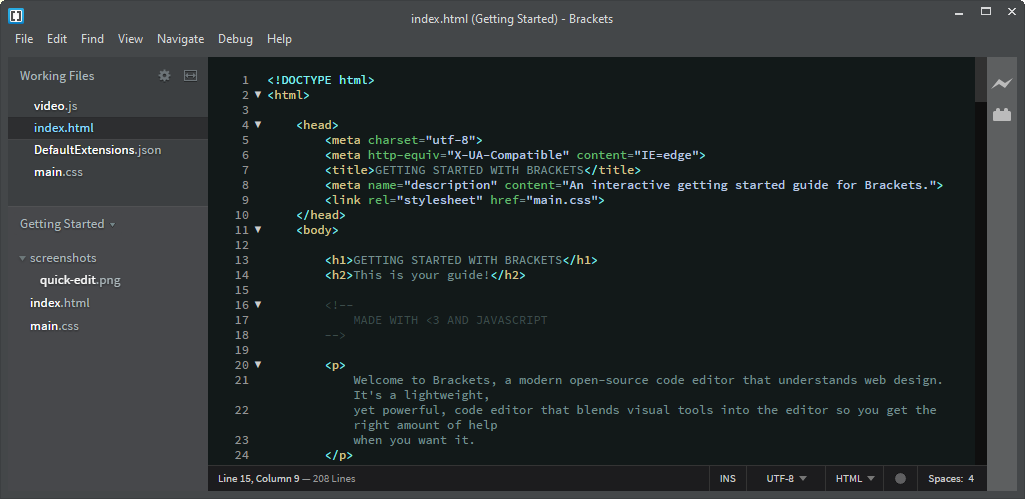 index.html (Getting Started) - Brackets
File Edit Find View Navigate Debug Help
Working Files
video.js
index.html
DefaultExtensions.json
main.css
Getting Started
screenshots
quick-edit.png
index.html
main.css
1 <!DOCTYPE html>
2 <html>
3
4 <head>
5 <meta charset="utf-8">
6 <meta http-equiv="X-UA-Compatible" content="IE=edge">
7 <title>GETTING STARTED WITH BRACKETS</title>
8 <meta name="description" content="An interactive getting started guide for Brackets.">
9 <link rel="stylesheet" href="main.css">
10 </head>
11 <body>
12
13 <h1>GETTING STARTED WITH BRACKETS</h1>
14 <h2>This is your guide!</h2>
15
16 <!--
17 MADE WITH <3 AND JAVASCRIPT
18 -->
19
20 <p>
21 Welcome to Brackets, a modern open-source code editor that understands web design.
It's a lightweight,
22 yet powerful, code editor that blends visual tools into the editor so you get the
right amount of help
23 when you want it.
24 </p>
Line 15, Column 9 — 208 Lines INS UTF-8 HTML Spaces: 4